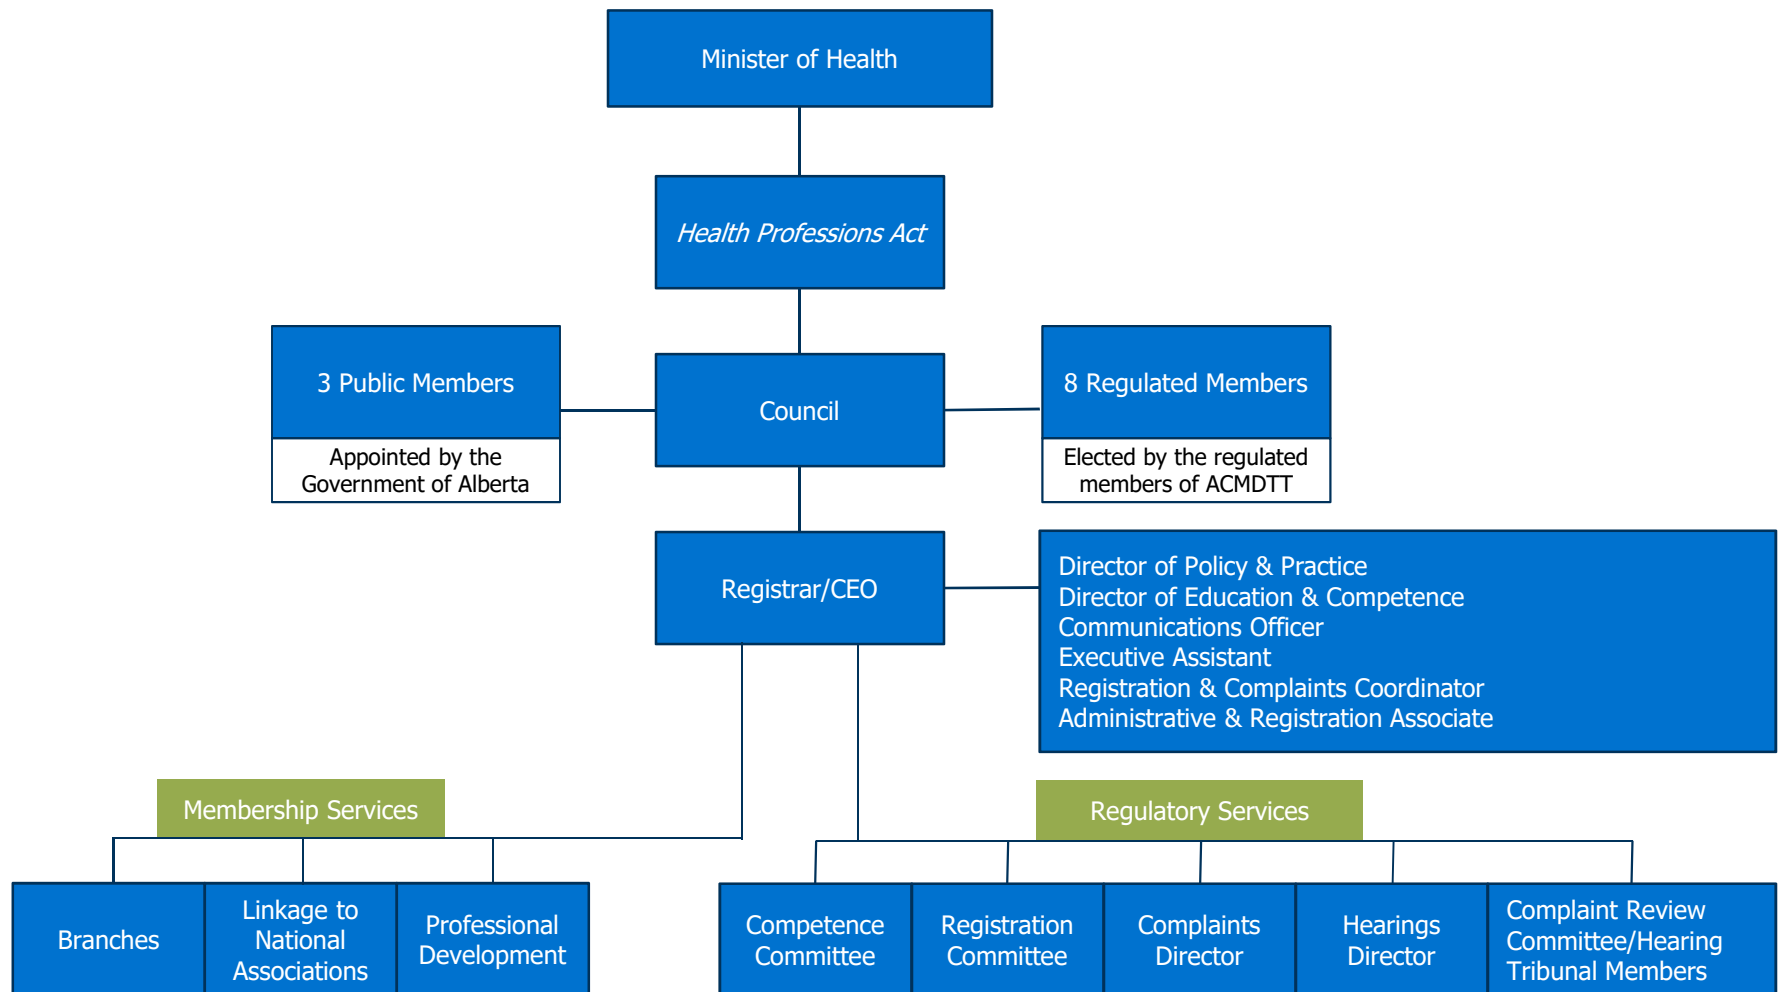 Minister of Health
Health Professions Act
3 Public Members
Appointed by the
Government of Alberta
Council
8 Regulated Members
Elected by the regulated
members of ACMDTT
Registrar/CEO
Director of Policy & Practice
Director of Education & Competence
Communications Officer
Executive Assistant
Registration & Complaints Coordinator
Administrative & Registration Associate
Membership Services
Regulatory Services
Branches
Linkage to
National
Associations
Professional
Development
Competence
Committee
Registration
Committee
Complaints
Director
Hearings
Director
Complaint Review
Committee/Hearing
Tribunal Members